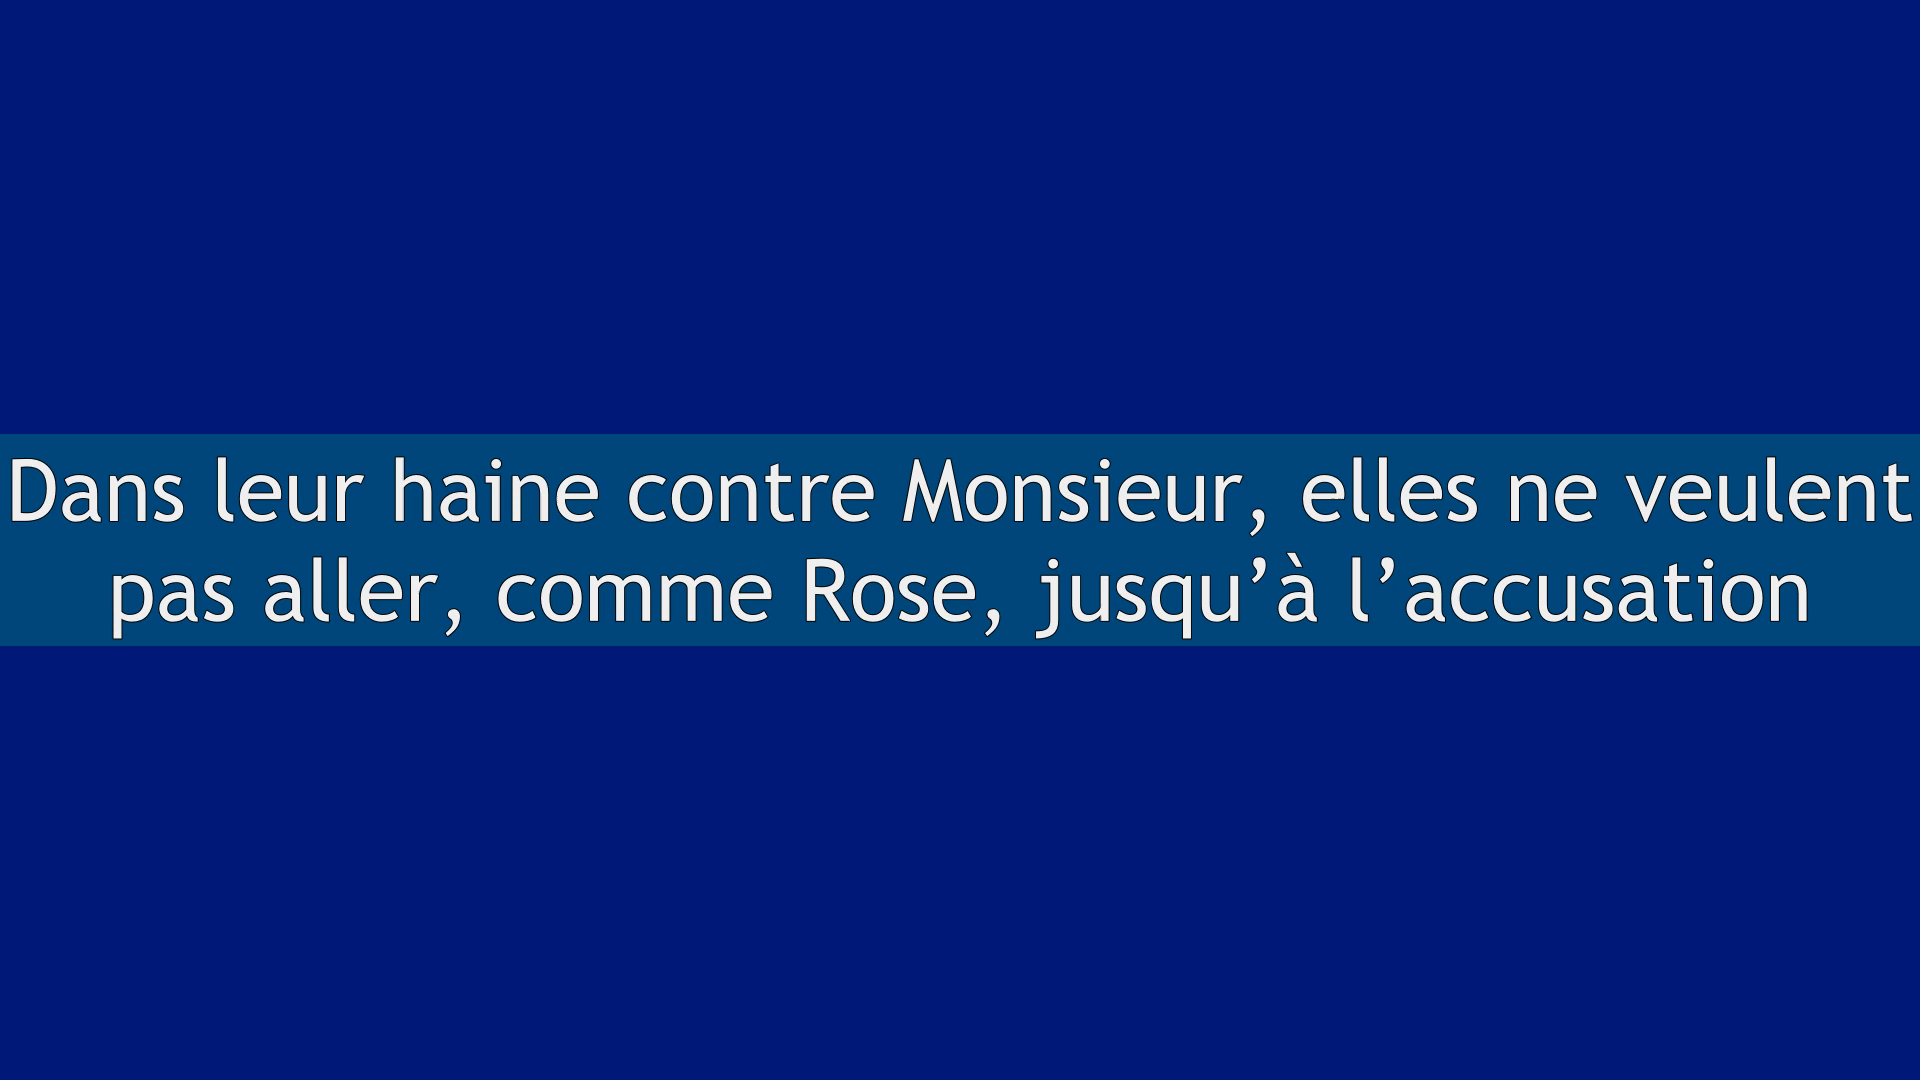 Dans leur haine contre Monsieur, elles ne veulent
pas aller, comme Rose, jusqu’à l’accusation